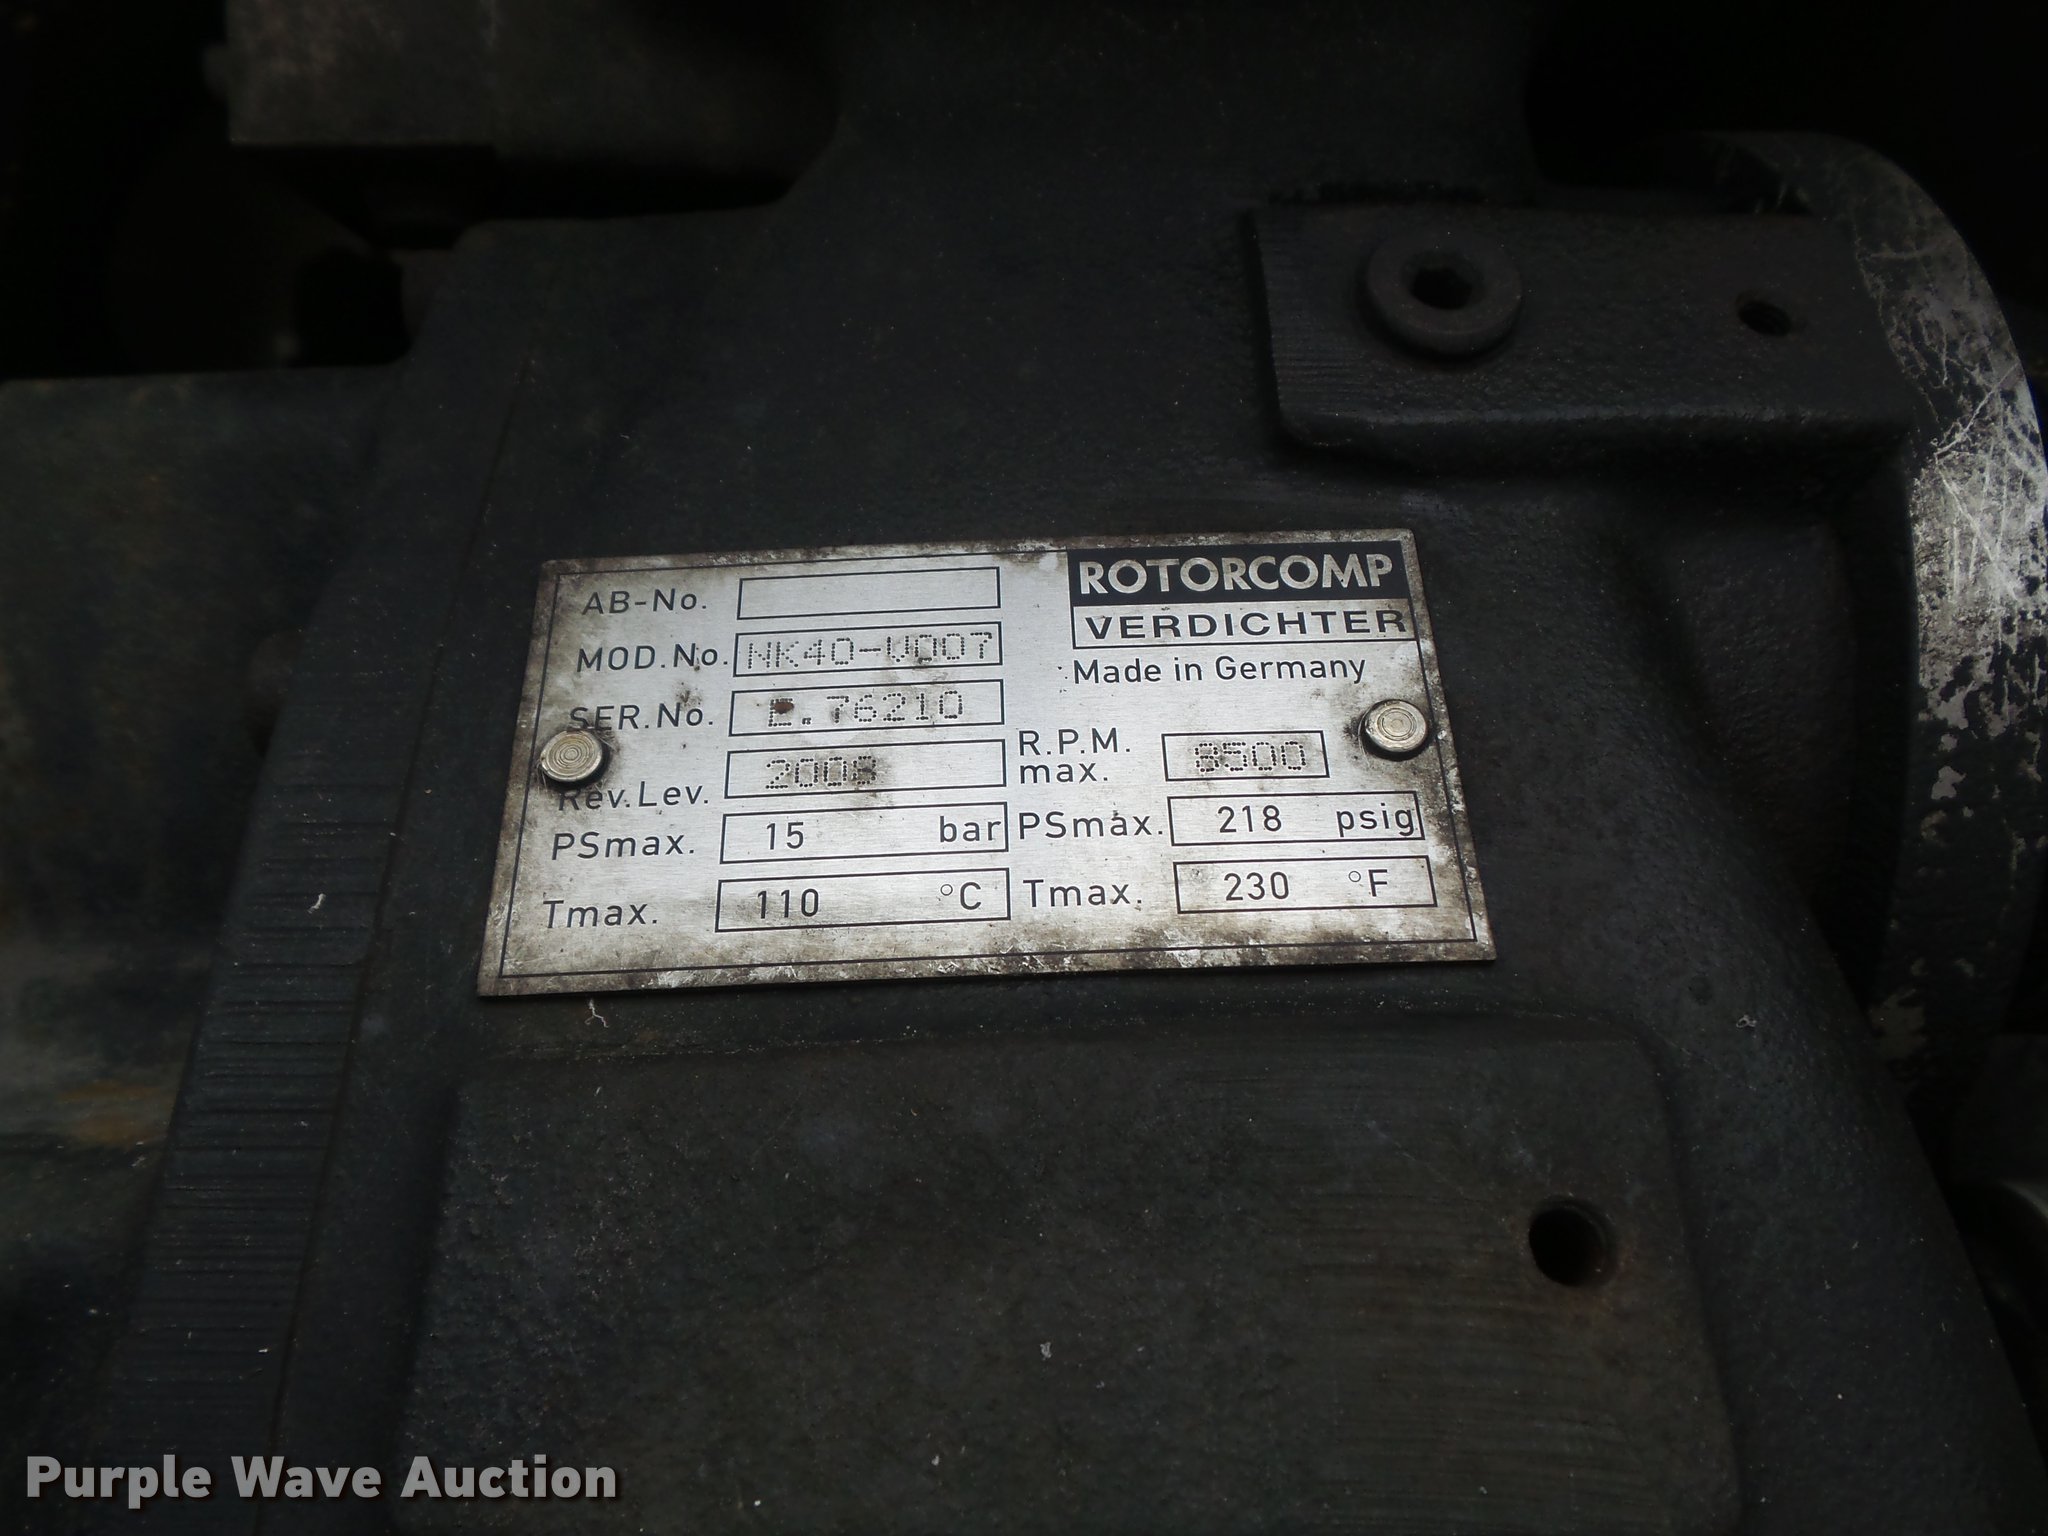 ROTORCOMP
VERDICHTER
Made in Germany
AB-No.
MOD.No. NK40-V007
SER.No. E.76210
Rev.Lev. 2008 R.P.M. max. 8500
PSmax. 15 bar PSmax. 218 psig
Tmax. 110 °C Tmax. 230 °F
Purple Wave Auction